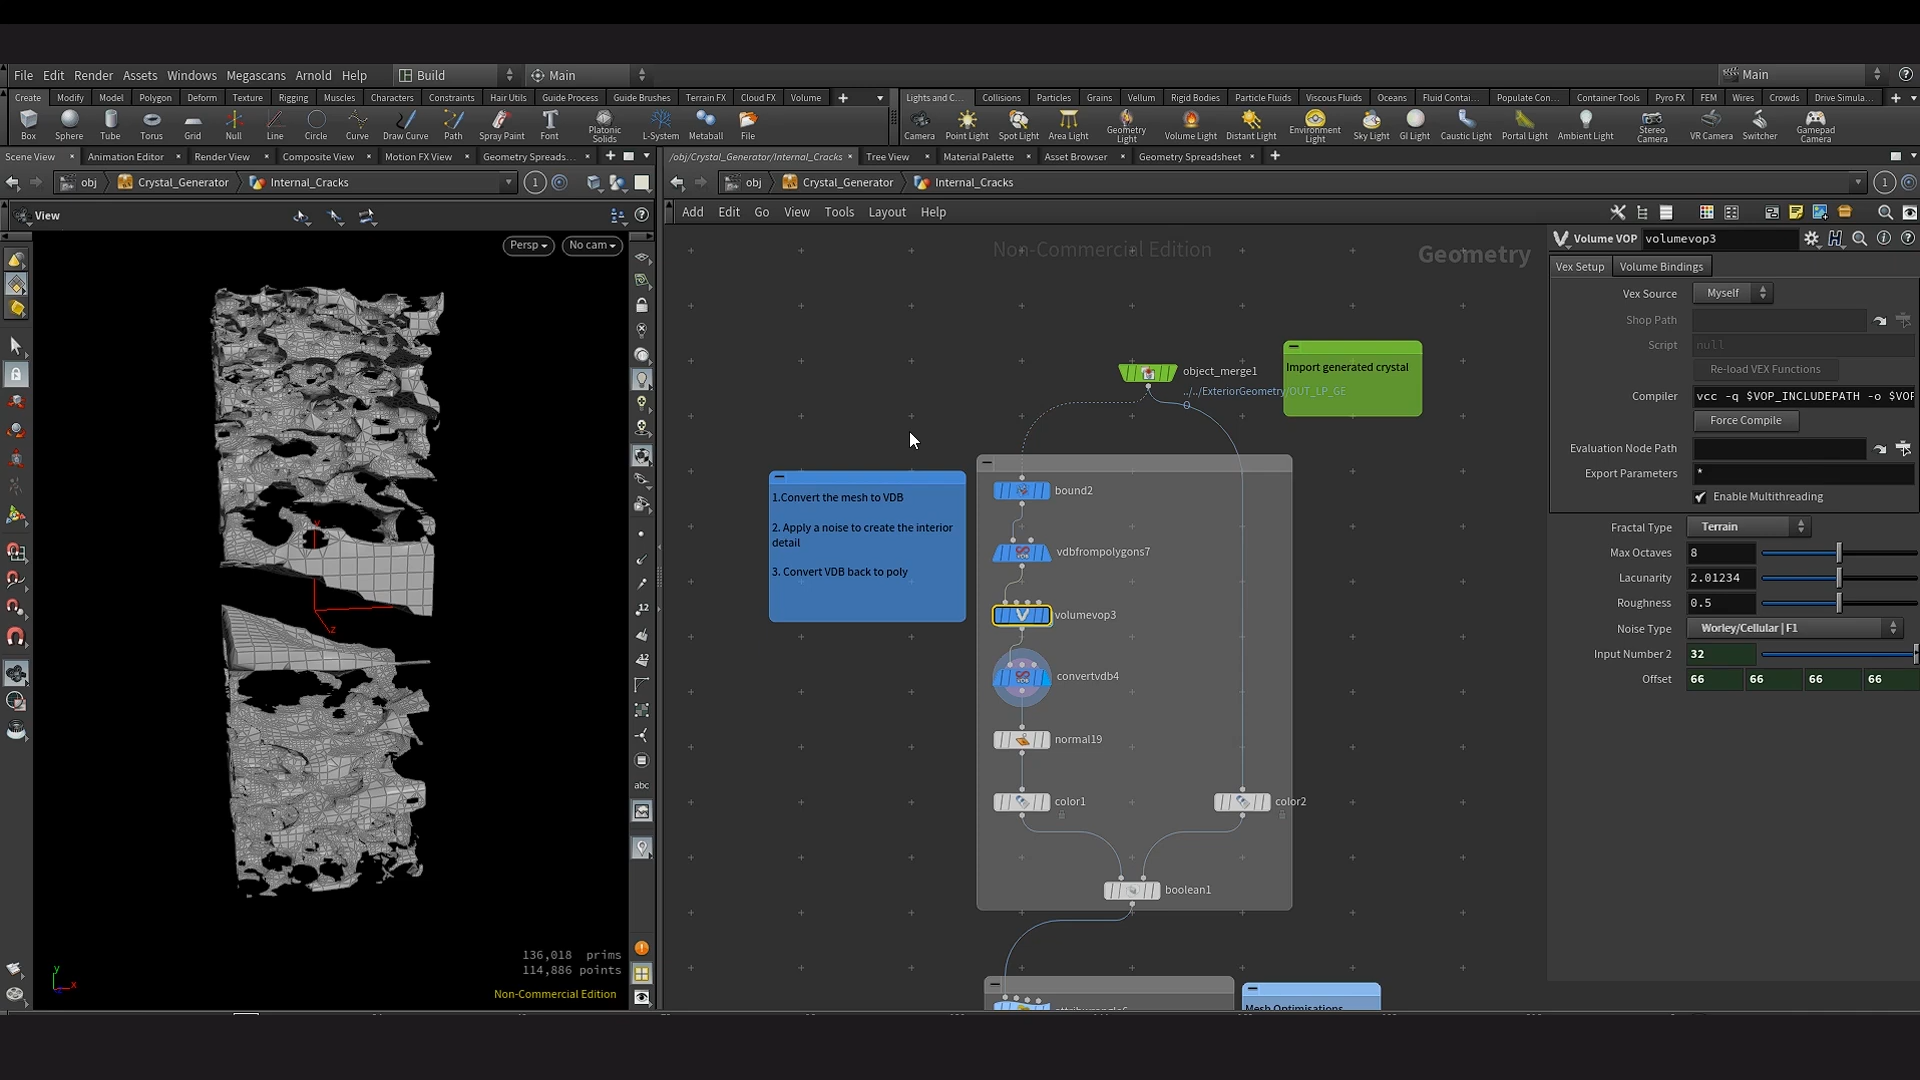 File Edit Render Assets Windows Megascans Arnold Help Build Main Main
Create Modify Model Polygon Deform Texture Rigging Muscles Characters Constraints Hair Utils Guide Process Guide Brushes Terrain FX Cloud FX Volume
Lights and C... Collisions Particles Grains Vellum Rigid Bodies Particle Fluids Viscous Fluids Oceans Fluid Contai... Populate Con... Container Tools Pyro FX FEM Wires Crowds Drive Simula...
Box Sphere Tube Torus Grid Null Line Circle Curve Draw Curve Path Spray Paint Font Platonic Solids L-System Metaball File
Camera Point Light Spot Light Area Light Geometry Light Volume Light Distant Light Environment Light Sky Light GI Light Caustic Light Portal Light Ambient Light Stereo Camera VR Camera Switcher Gamepad Camera
Scene View Animation Editor Render View Composite View Motion FX View Geometry Spreads...
/obj/Crystal_Generator/Internal_Cracks Tree View Material Palette Asset Browser Geometry Spreadsheet
obj Crystal_Generator Internal_Cracks 1
obj Crystal_Generator Internal_Cracks 1
View
Persp
No cam
136,018 prims
114,886 points
Non-Commercial Edition
y
x
z
12
12
abc
Add Edit Go View Tools Layout Help
Non-Commercial Edition
Geometry
object_merge1
../../ExteriorGeometry/OUT_LP_GE
Import generated crystal
1.Convert the mesh to VDB
2. Apply a noise to create the interior
detail
3. Convert VDB back to poly
bound2
vdbfrompolygons7
volumevop3
convertvdb4
normal19
color1
color2
boolean1
Mesh Optimisations
Volume VOP volumevop3
Vex Setup Volume Bindings
Vex Source Myself
Shop Path
Script null
Re-load VEX Functions
Compiler vcc -q $VOP_INCLUDEPATH -o $VOP
Force Compile
Evaluation Node Path
Export Parameters *
Enable Multithreading
Fractal Type Terrain
Max Octaves 8
Lacunarity 2.01234
Roughness 0.5
Noise Type Worley/Cellular | F1
Input Number 2 32
Offset 66 66 66 66